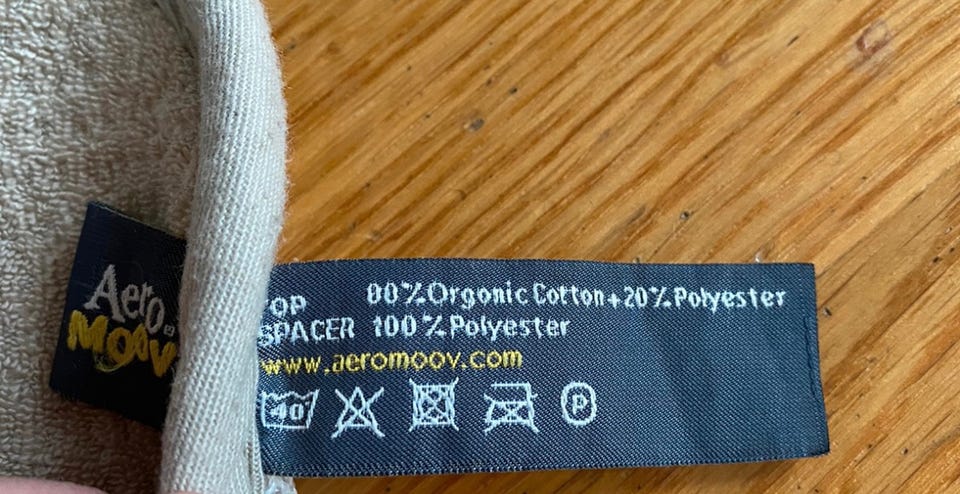 Aero
MOOV
OP 80%Organic Cotton+20%Polyester
SPACER 100%Polyester
www.aeromoov.com
40 P